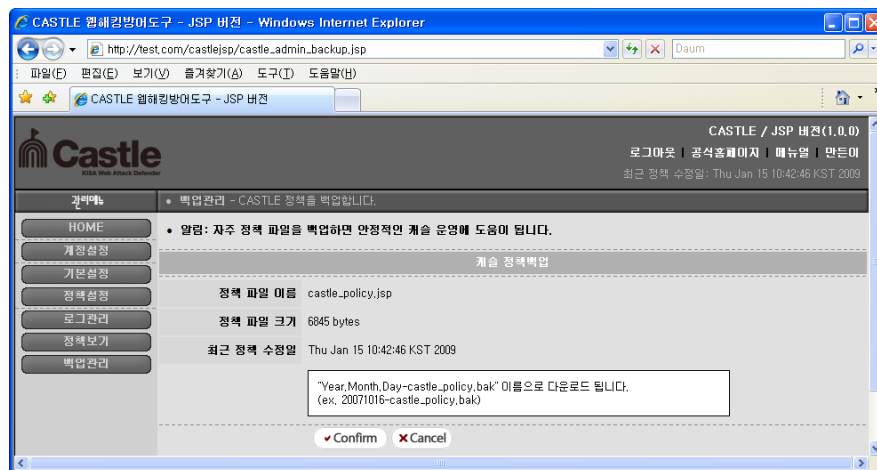 CASTLE 웹해킹방어도구 - JSP 버전 - Windows Internet Explorer
http://test.com/castlejsp/castle_admin_backup.jsp
Daum
파일(F) 편집(E) 보기(V) 즐겨찾기(A) 도구(T) 도움말(H)
CASTLE 웹해킹방어도구 - JSP 버전
Castle
KISA Web Attack Defender
CASTLE / JSP 버전(1.0.0)
로그아웃 | 공식홈페이지 | 메뉴얼 | 만든이
최근 정책 수정일: Thu Jan 15 10:42:46 KST 2009
관리메뉴
• 백업관리 - CASTLE 정책을 백업합니다.
HOME
계정설정
기본설정
정책설정
로그관리
정책보기
백업관리
• 알림: 자주 정책 파일을 백업하면 안정적인 캐슬 운영에 도움이 됩니다.
캐슬 정책백업
정책 파일 이름 castle_policy.jsp
정책 파일 크기 6845 bytes
최근 정책 수정일 Thu Jan 15 10:42:46 KST 2009
"Year.Month.Day-castle_policy.bak" 이름으로 다운로드 됩니다.
(ex. 20071016-castle_policy.bak)
Confirm Cancel